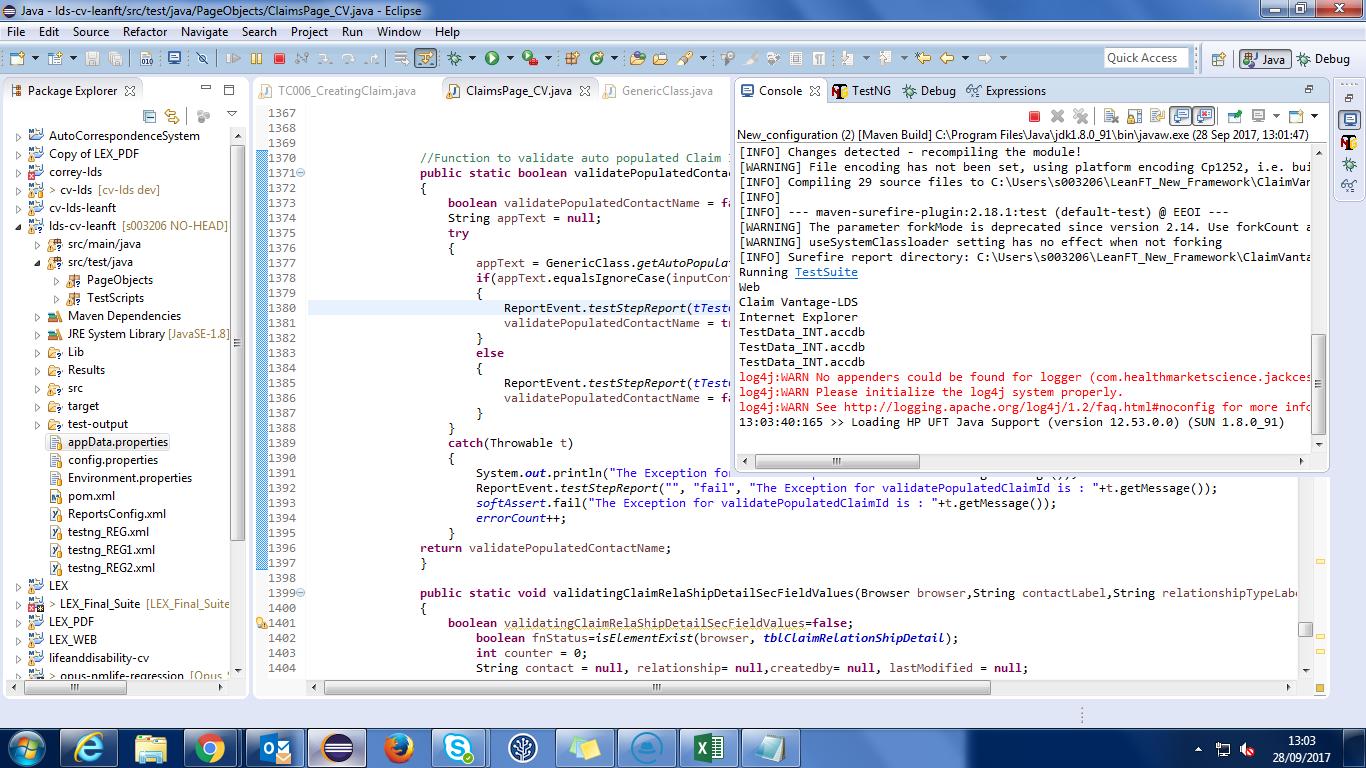 Java - lds-cv-leanft/src/test/java/PageObjects/ClaimsPage_CV.java - Eclipse
File Edit Source Refactor Navigate Search Project Run Window Help
Quick Access
Java
Debug
Package Explorer
AutoCorrespondenceSystem
Copy of LEX_PDF
correy-lds
> cv-lds [cv-lds dev]
cv-lds-leanft
lds-cv-leanft [s003206 NO-HEAD]
src/main/java
src/test/java
PageObjects
TestScripts
Maven Dependencies
JRE System Library [JavaSE-1.8]
Lib
Results
src
target
test-output
appData.properties
config.properties
Environment.properties
pom.xml
ReportsConfig.xml
testng_REG.xml
testng_REG1.xml
testng_REG2.xml
LEX
> LEX_Final_Suite [LEX_Final_Suite
LEX_PDF
LEX_WEB
lifeanddisability-cv
> opus-nmlife-regression [Opus_
TC006_CreatingClaim.java
ClaimsPage_CV.java
GenericClass.java
1367
1368
1369
1370 //Function to validate auto populated Claim
1371 public static boolean validatePopulatedConta
1372 {
1373 boolean validatePopulatedContactName = fa
1374 String appText = null;
1375 try
1376 {
1377 appText = GenericClass.getAutoPopula
1378 if(appText.equalsIgnoreCase(inputCon
1379 {
1380 ReportEvent.testStepReport(tTest
1381 validatePopulatedContactName = t
1382 }
1383 else
1384 {
1385 ReportEvent.testStepReport(tTest
1386 validatePopulatedContactName = fa
1387 }
1388 }
1389 catch(Throwable t)
1390 {
1391 System.out.println("The Exception fo
1392 ReportEvent.testStepReport("", "fail", "The Exception for validatePopulatedClaimId is : "+t.getMessage());
1393 softAssert.fail("The Exception for validatePopulatedClaimId is : "+t.getMessage());
1394 errorCount++;
1395 }
1396 return validatePopulatedContactName;
1397 }
1398
1399 public static void validatingClaimRelaShipDetailSecFieldValues(Browser browser,String contactLabel,String relationshipTypeLabe
1400 {
1401 boolean validatingClaimRelaShipDetailSecFieldValues=false;
1402 boolean fnStatus=isElementExist(browser, tblClaimRelationShipDetail);
1403 int counter = 0;
1404 String contact = null, relationship= null,createdby= null, lastModified = null;
Console
TestNG
Debug
Expressions
New_configuration (2) [Maven Build] C:\Program Files\Java\jdk1.8.0_91\bin\javaw.exe (28 Sep 2017, 13:01:47)
[INFO] Changes detected - recompiling the module!
[WARNING] File encoding has not been set, using platform encoding Cp1252, i.e. bui
[INFO] Compiling 29 source files to C:\Users\s003206\LeanFT_New_Framework\ClaimVan
[INFO]
[INFO] --- maven-surefire-plugin:2.18.1:test (default-test) @ EEOI ---
[WARNING] The parameter forkMode is deprecated since version 2.14. Use forkCount a
[WARNING] useSystemClassloader setting has no effect when not forking
[INFO] Surefire report directory: C:\Users\s003206\LeanFT_New_Framework\ClaimVanta
Running TestSuite
Web
Claim Vantage-LDS
Internet Explorer
TestData_INT.accdb
TestData_INT.accdb
TestData_INT.accdb
log4j:WARN No appenders could be found for logger (com.healthmarketscience.jackces
log4j:WARN Please initialize the log4j system properly.
log4j:WARN See http://logging.apache.org/log4j/1.2/faq.html#noconfig for more info
13:03:40:165 >> Loading HP UFT Java Support (version 12.53.0.0) (SUN 1.8.0_91)
13:03
28/09/2017